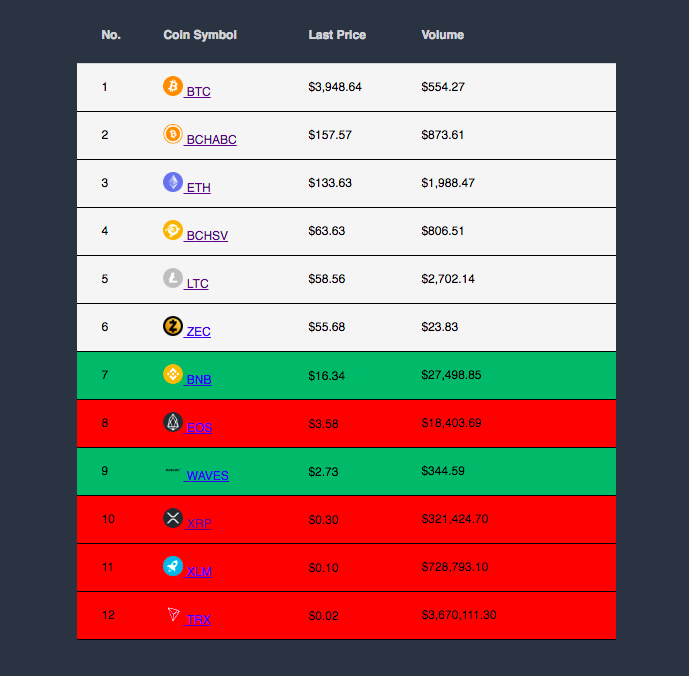 No. Coin Symbol Last Price Volume
1 BTC $3,948.64 $554.27
2 BCHABC $157.57 $873.61
3 ETH $133.63 $1,988.47
4 BCHSV $63.63 $806.51
5 LTC $58.56 $2,702.14
6 ZEC $55.68 $23.83
7 BNB $16.34 $27,498.85
8 EOS $3.58 $18,403.69
9 WAVES $2.73 $344.59
10 XRP $0.30 $321,424.70
11 XLM $0.10 $728,793.10
12 TRX $0.02 $3,670,111.30